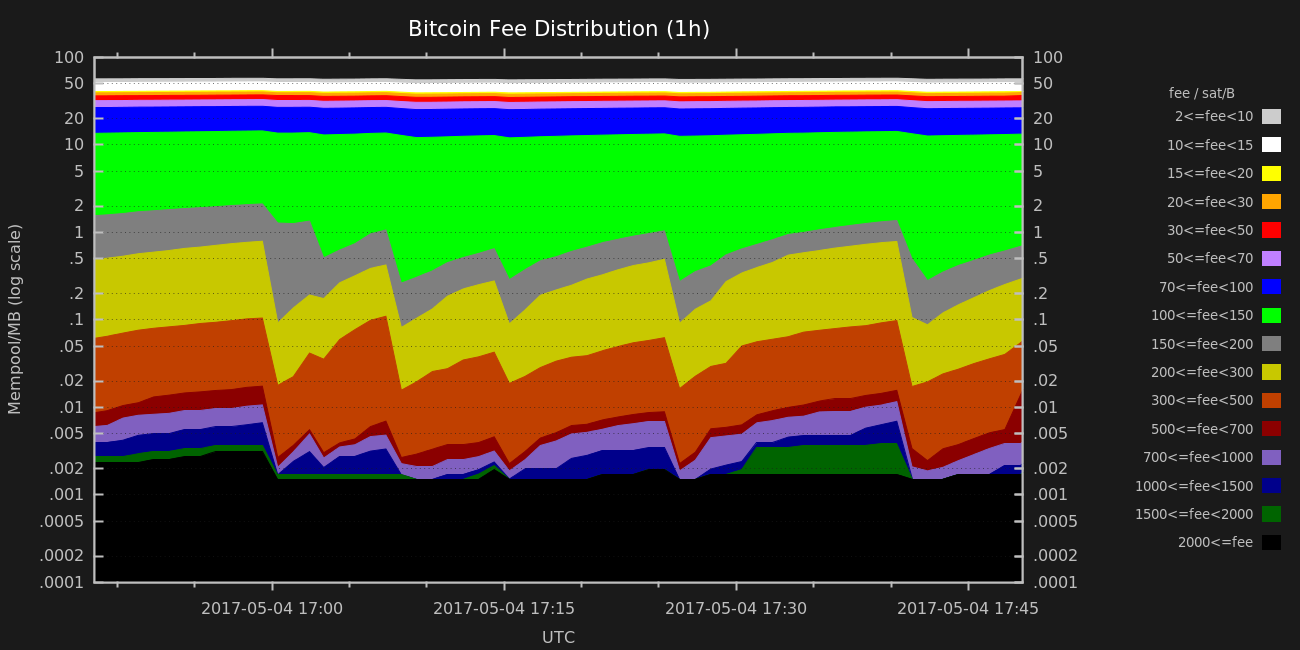 Bitcoin Fee Distribution (1h)
Mempool/MB (log scale)
100
50
20
10
5
2
1
.5
.2
.1
.05
.02
.01
.005
.002
.001
.0005
.0002
.0001
100
50
20
10
5
2
1
.5
.2
.1
.05
.02
.01
.005
.002
.001
.0005
.0002
.0001
2017-05-04 17:00
2017-05-04 17:15
2017-05-04 17:30
2017-05-04 17:45
UTC
fee / sat/B
2<=fee<10
10<=fee<15
15<=fee<20
20<=fee<30
30<=fee<50
50<=fee<70
70<=fee<100
100<=fee<150
150<=fee<200
200<=fee<300
300<=fee<500
500<=fee<700
700<=fee<1000
1000<=fee<1500
1500<=fee<2000
2000<=fee